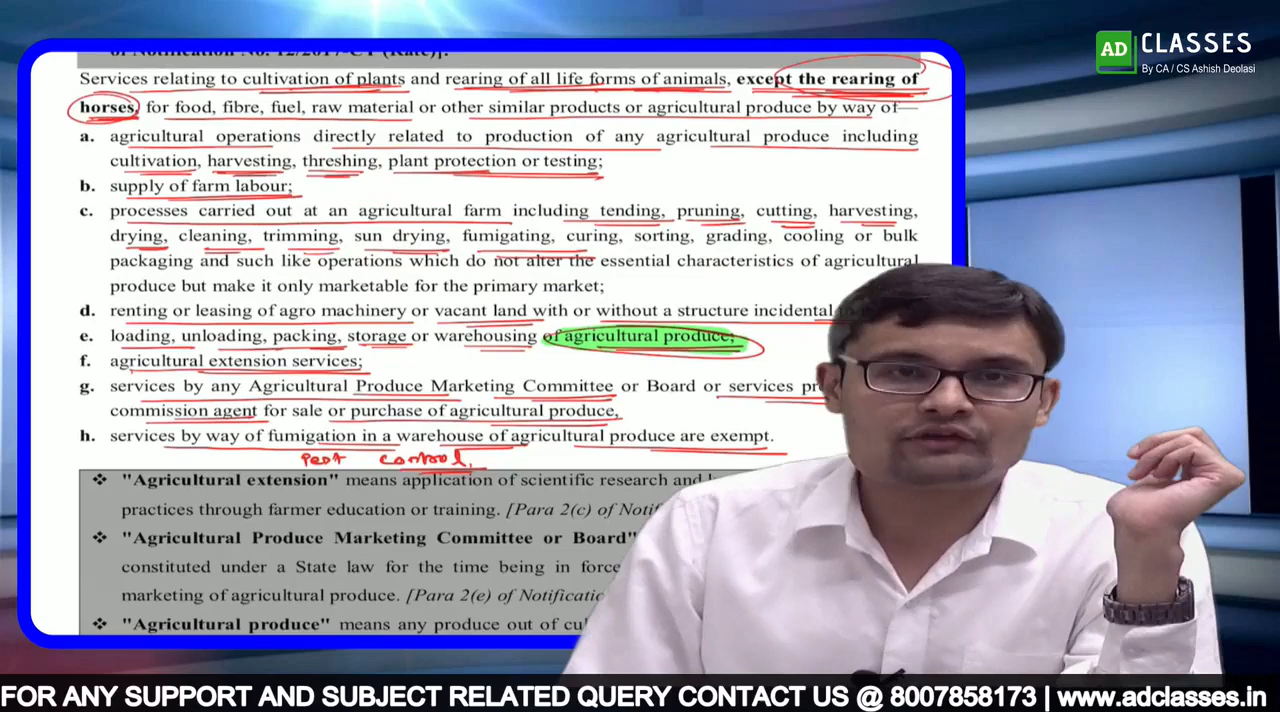 AD CLASSES
By CA / CS Ashish Deolasi
of Notification No. 12/2017-CT (Rate)].
Services relating to cultivation of plants and rearing of all life forms of animals, except the rearing of
horses, for food, fibre, fuel, raw material or other similar products or agricultural produce by way of—
a. agricultural operations directly related to production of any agricultural produce including
cultivation, harvesting, threshing, plant protection or testing;
b. supply of farm labour;
c. processes carried out at an agricultural farm including tending, pruning, cutting, harvesting,
drying, cleaning, trimming, sun drying, fumigating, curing, sorting, grading, cooling or bulk
packaging and such like operations which do not alter the essential characteristics of agricultural
produce but make it only marketable for the primary market;
d. renting or leasing of agro machinery or vacant land with or without a structure incidental
e. loading, unloading, packing, storage or warehousing of agricultural produce;
f. agricultural extension services;
g. services by any Agricultural Produce Marketing Committee or Board or services
commission agent for sale or purchase of agricultural produce,
h. services by way of fumigation in a warehouse of agricultural produce are exempt.
Pest control,
❖ "Agricultural extension" means application of scientific research and
practices through farmer education or training. [Para 2(c) of
❖ "Agricultural Produce Marketing Committee or Board"
constituted under a State law for the time being in force
marketing of agricultural produce. [Para 2(e) of
❖ "Agricultural produce" means any produce out of
FOR ANY SUPPORT AND SUBJECT RELATED QUERY CONTACT US @ 8007858173 | www.adclasses.in